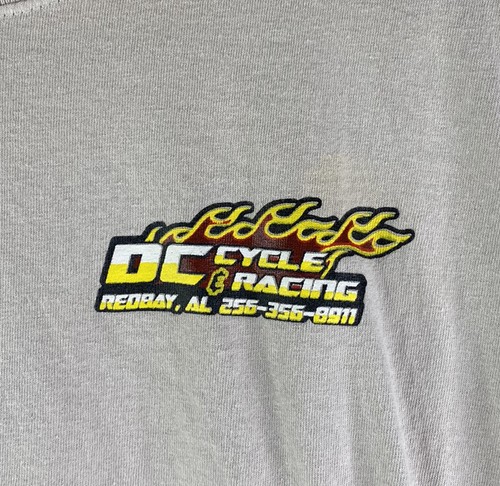 DC CYCLE
& RACING
REDBAY, AL 256-356-8911